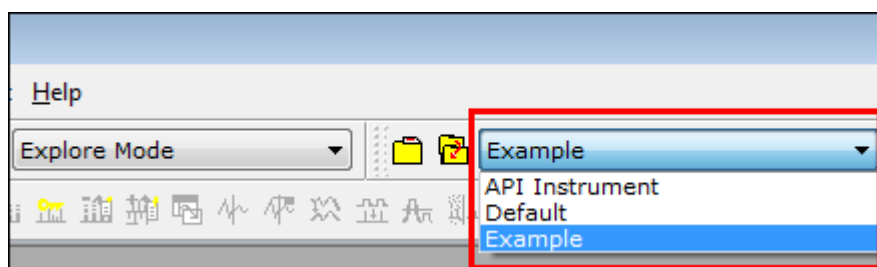 Help
Explore Mode
Example
API Instrument
Default
Example